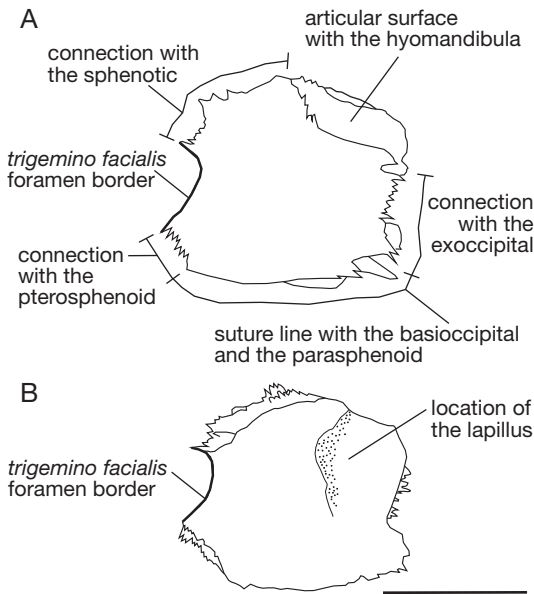 A
articular surface
with the hyomandibula
connection with
the sphenotic
trigemino facialis
foramen border
connection
with the
exoccipital
connection
with the
pterosphenoid
suture line with the basioccipital
and the parasphenoid
B
location of
the lapillus
trigemino facialis
foramen border